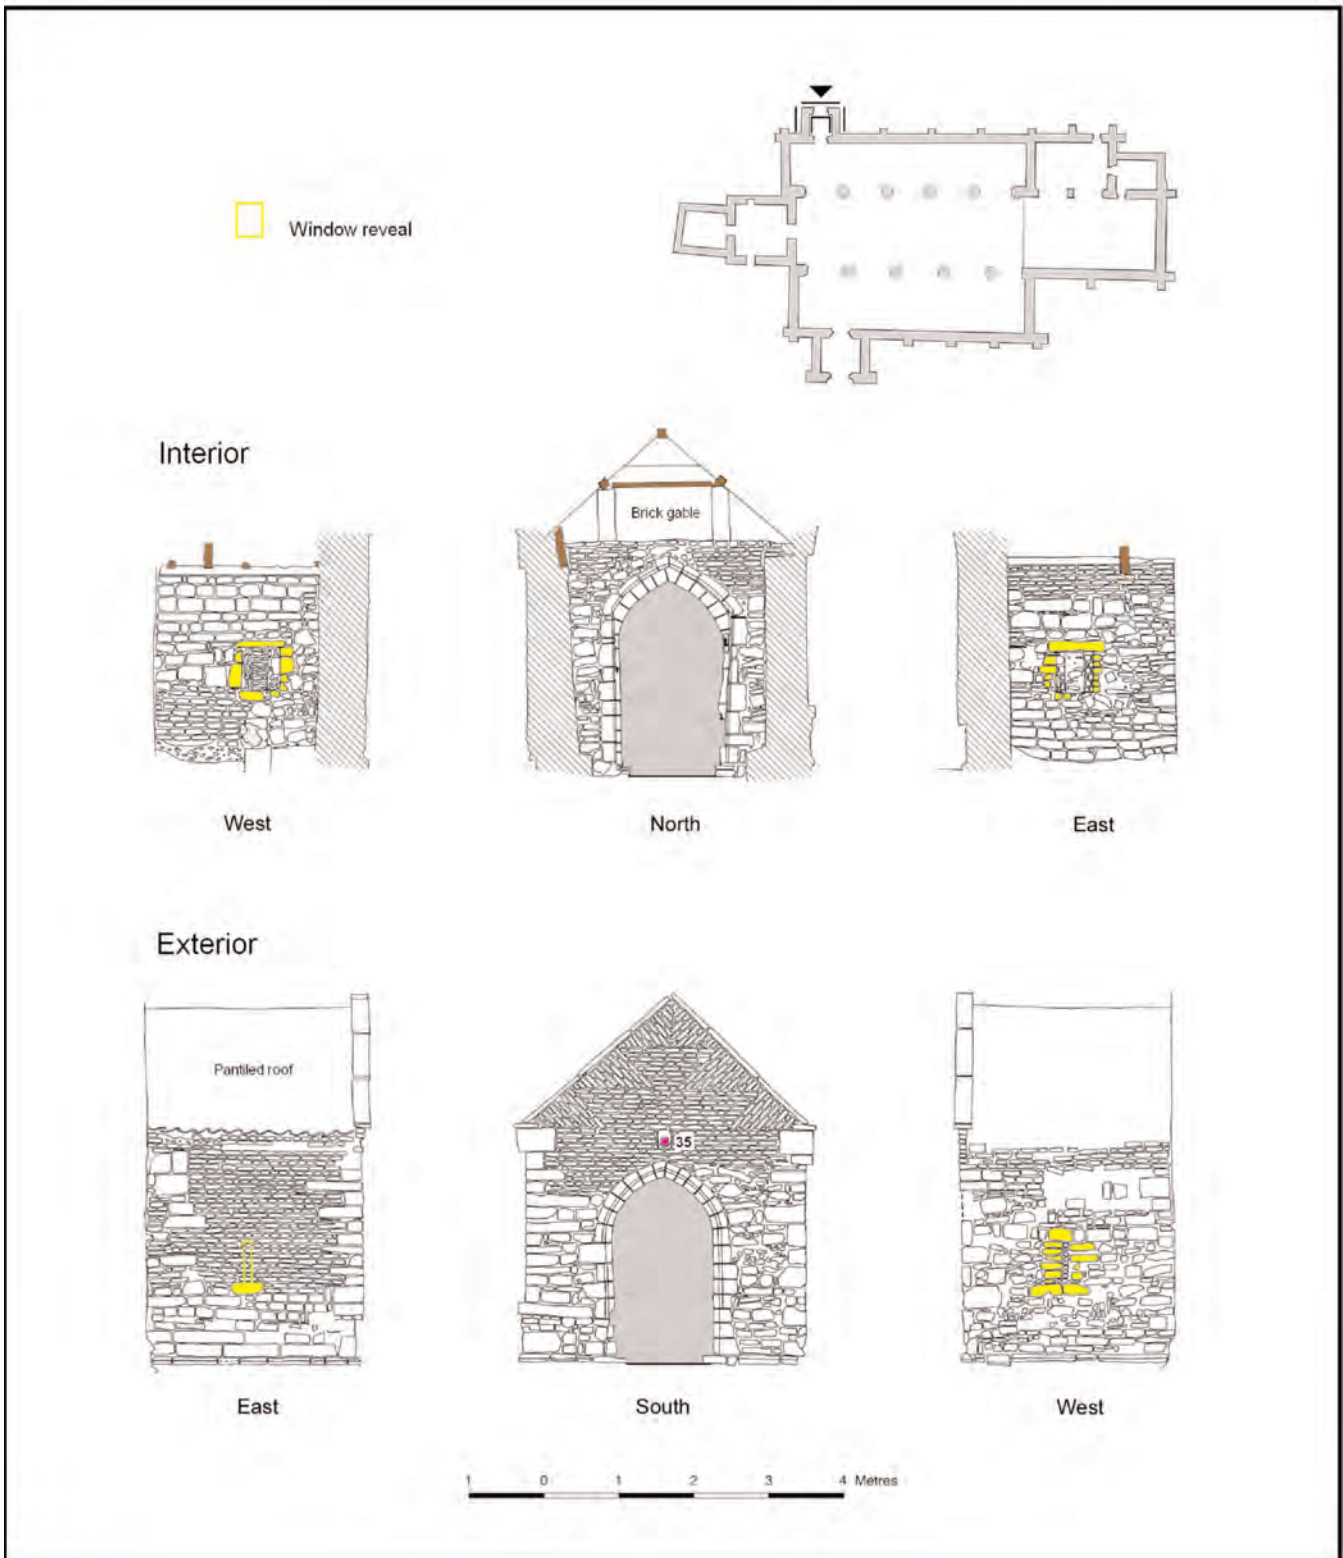 Window reveal
Interior
Brick gable
West
North
East
Exterior
Pantiled roof
35
East
South
West
1 0 1 2 3 4 Metres